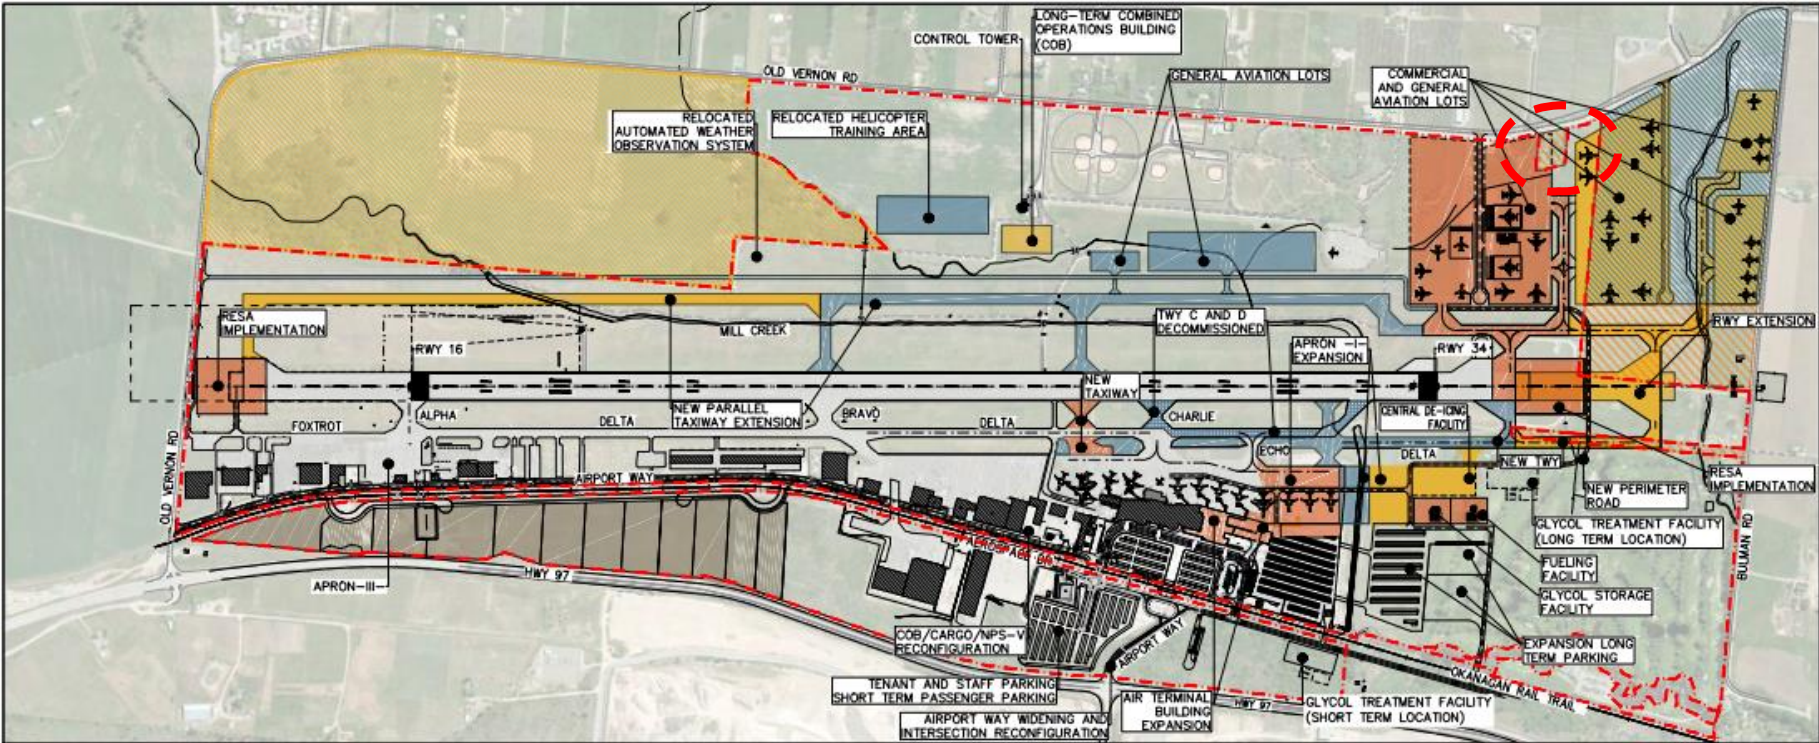 LONG-TERM COMBINED
OPERATIONS BUILDING
(COB)
CONTROL TOWER
OLD VERNON RD
GENERAL AVIATION LOTS
COMMERCIAL
AND GENERAL
AVIATION LOTS
RELOCATED
AUTOMATED WEATHER
OBSERVATION SYSTEM
RELOCATED HELICOPTER
TRAINING AREA
RESA
IMPLEMENTATION
MILL CREEK
TWY C AND D
DECOMMISSIONED
RWY EXTENSION
RWY 16
APRON -I-
EXPANSION
RWY 34
NEW
TAXIWAY
ALPHA
NEW PARALLEL
TAXIWAY EXTENSION
BRAVO
CHARLIE
CENTRAL DE-ICING
FACILITY
FOXTROT
DELTA
DELTA
ECHO
DELTA
NEW TWY
OLD VERNON RD
AIRPORT WAY
RESA
IMPLEMENTATION
NEW PERIMETER
ROAD
GLYCOL TREATMENT FACILITY
(LONG TERM LOCATION)
BULMAN RD
AEROSPACE DR
FUELING
FACILITY
APRON-III
HWY 97
GLYCOL STORAGE
FACILITY
COB/CARGO/NPS-V
RECONFIGURATION
AIRPORT WAY
EXPANSION LONG
TERM PARKING
OKANAGAN RAIL TRAIL
TENANT AND STAFF PARKING
SHORT TERM PASSENGER PARKING
AIR TERMINAL
BUILDING
EXPANSION
HWY 97
GLYCOL TREATMENT FACILITY
(SHORT TERM LOCATION)
AIRPORT WAY WIDENING AND
INTERSECTION RECONFIGURATION